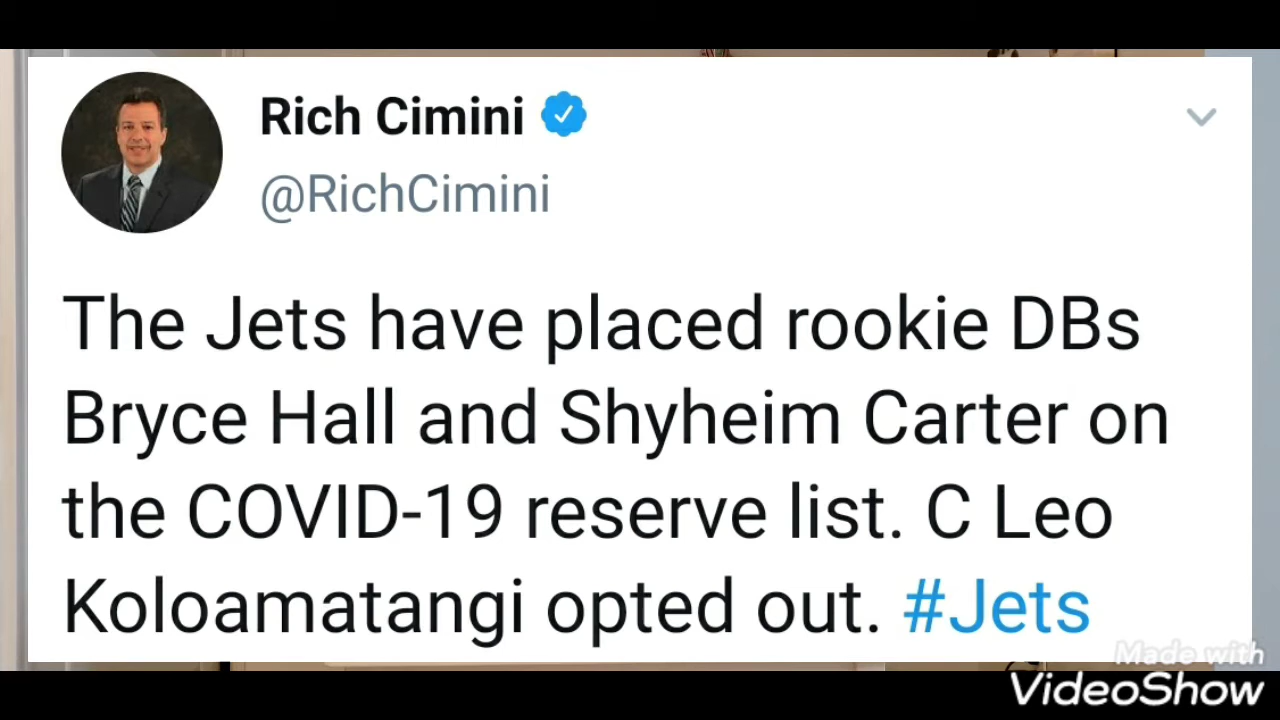 Rich Cimini
@RichCimini
The Jets have placed rookie DBs
Bryce Hall and Shyheim Carter on
the COVID-19 reserve list. C Leo
Koloamatangi opted out. #Jets
Made with
VideoShow